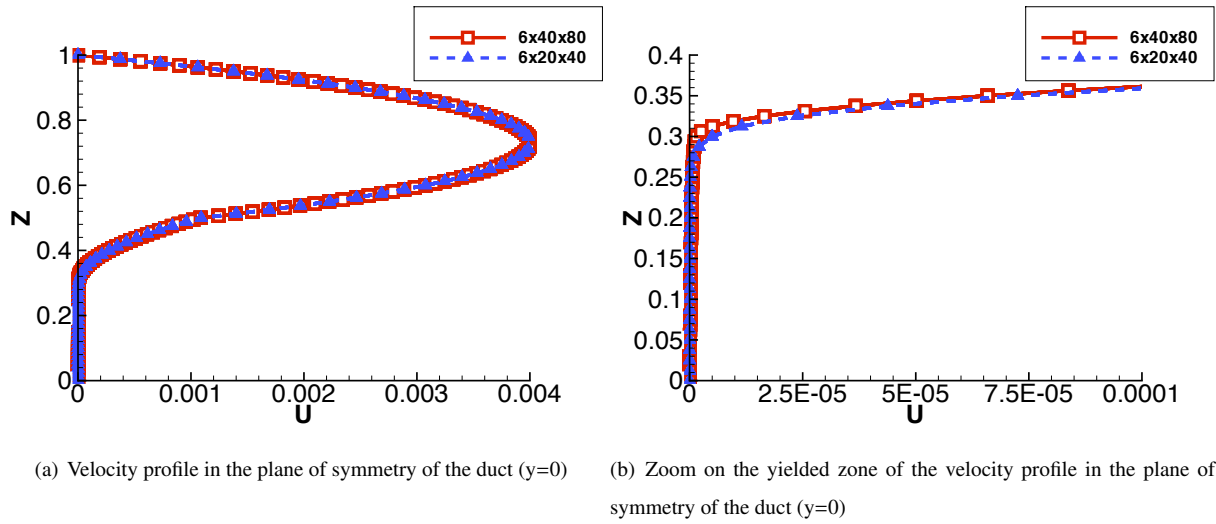 6x40x80
6x20x40
1
0.8
0.6
0.4
0.2
0
Z
0 0.001 0.002 0.003 0.004
U
6x40x80
6x20x40
0.4
0.35
0.3
0.25
0.2
0.15
0.1
0.05
0
Z
0 2.5E-05 5E-05 7.5E-05 0.0001
U
(a) Velocity profile in the plane of symmetry of the duct (y=0)
(b) Zoom on the yielded zone of the velocity profile in the plane of
symmetry of the duct (y=0)